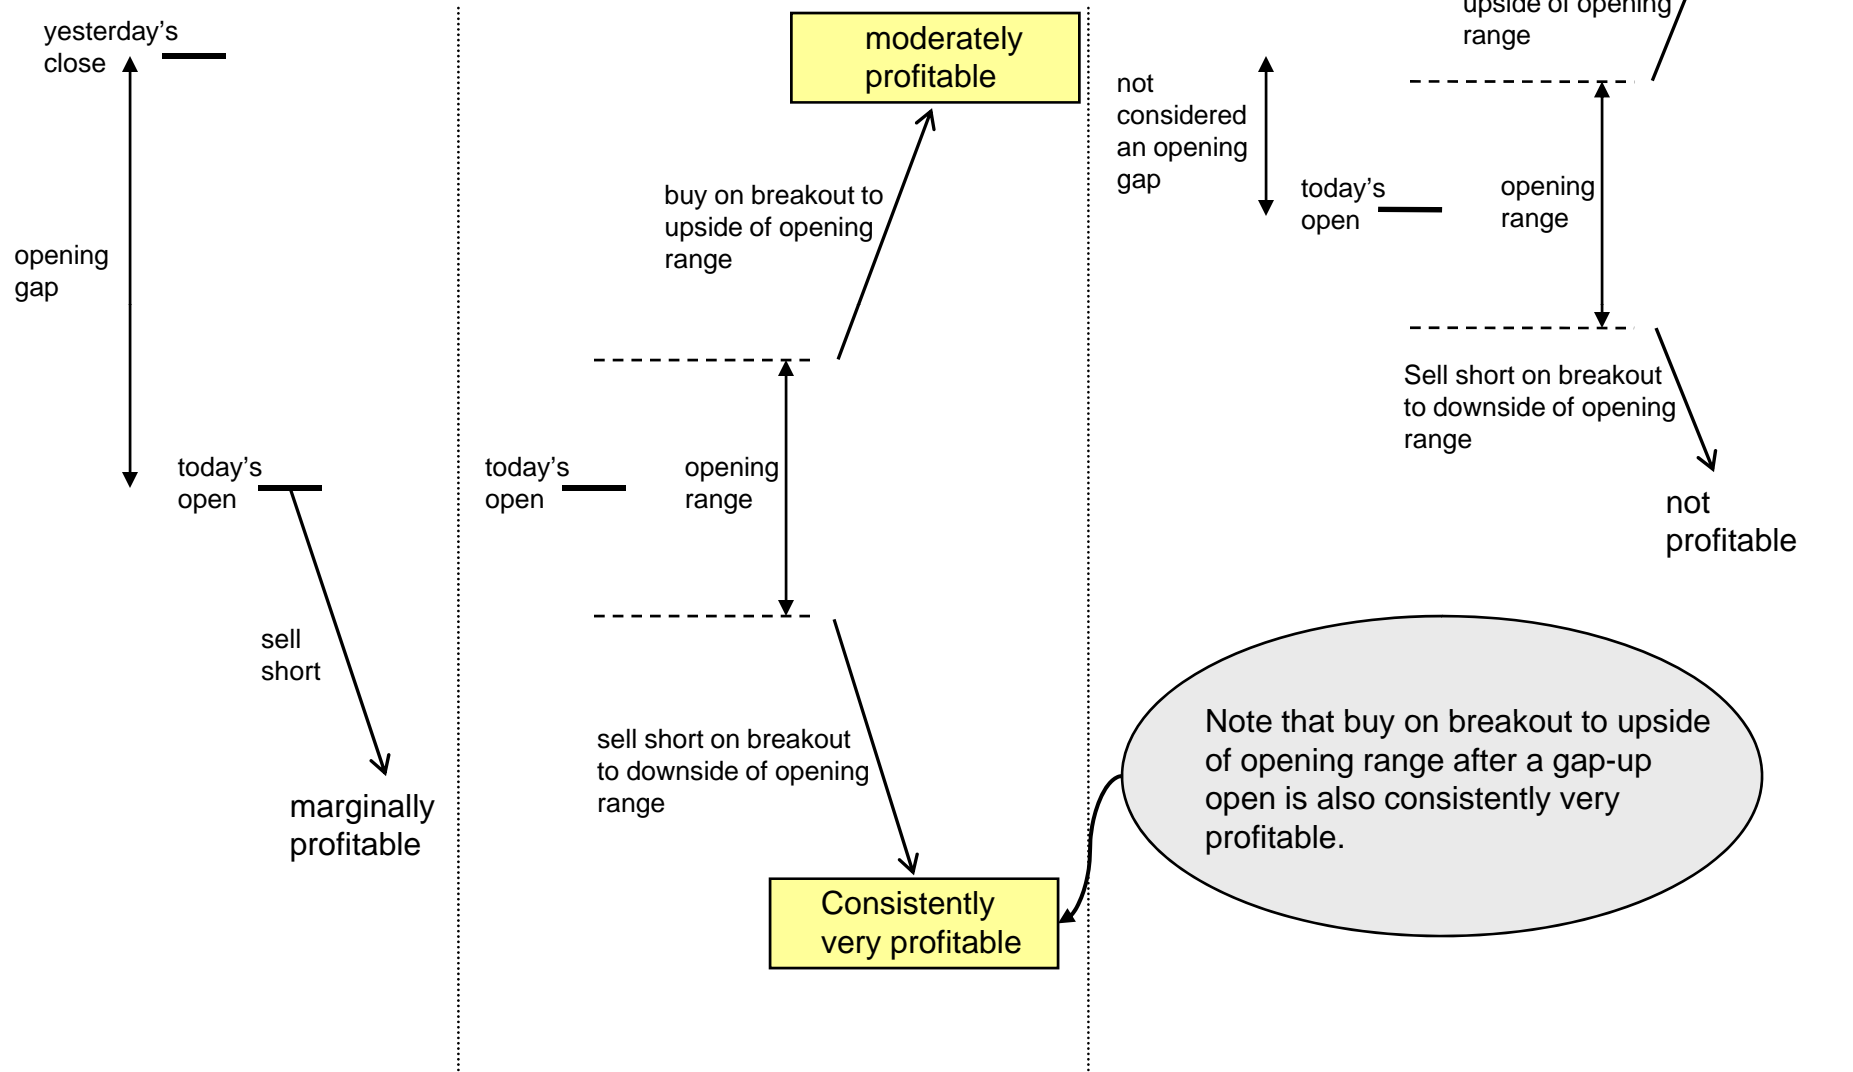 yesterday's
close
opening
gap
today's
open
sell
short
marginally
profitable
moderately
profitable
buy on breakout to
upside of opening
range
today's
open
opening
range
sell short on breakout
to downside of opening
range
Consistently
very profitable
upside of opening
range
not
considered
an opening
gap
today's
open
opening
range
Sell short on breakout
to downside of opening
range
not
profitable
Note that buy on breakout to upside
of opening range after a gap-up
open is also consistently very
profitable.